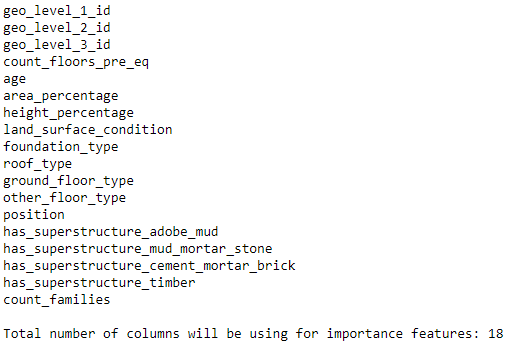 geo_level_1_id
geo_level_2_id
geo_level_3_id
count_floors_pre_eq
age
area_percentage
height_percentage
land_surface_condition
foundation_type
roof_type
ground_floor_type
other_floor_type
position
has_superstructure_adobe_mud
has_superstructure_mud_mortar_stone
has_superstructure_cement_mortar_brick
has_superstructure_timber
count_families
Total number of columns will be using for importance features: 18